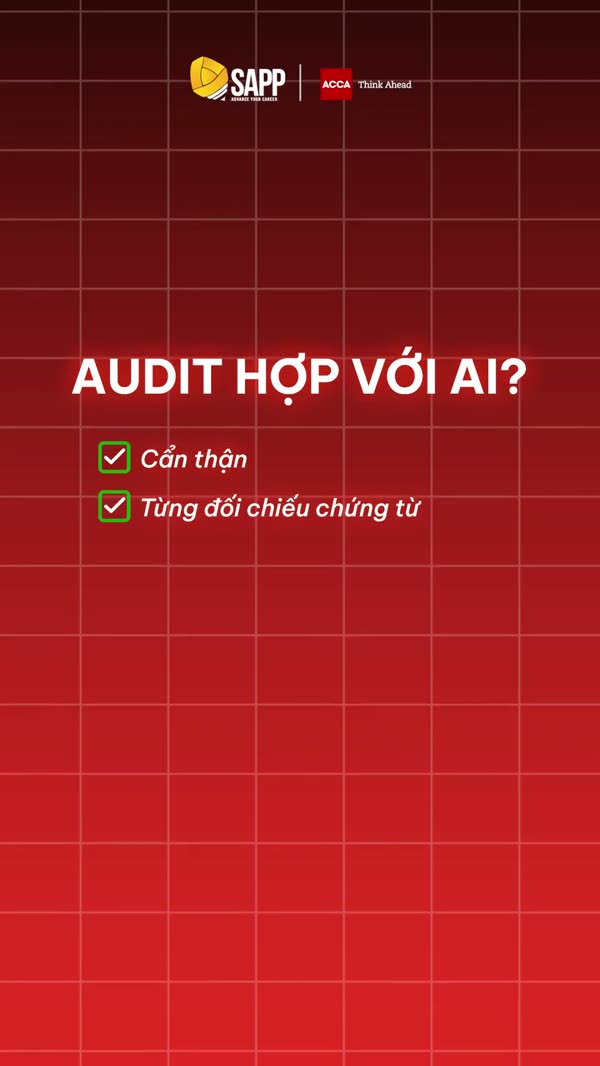 SAPP
ADVANCE YOUR CAREER
ACCA
Think Ahead
AUDIT HỢP VỚI AI?
Cẩn thận
Từng đối chiếu chứng từ